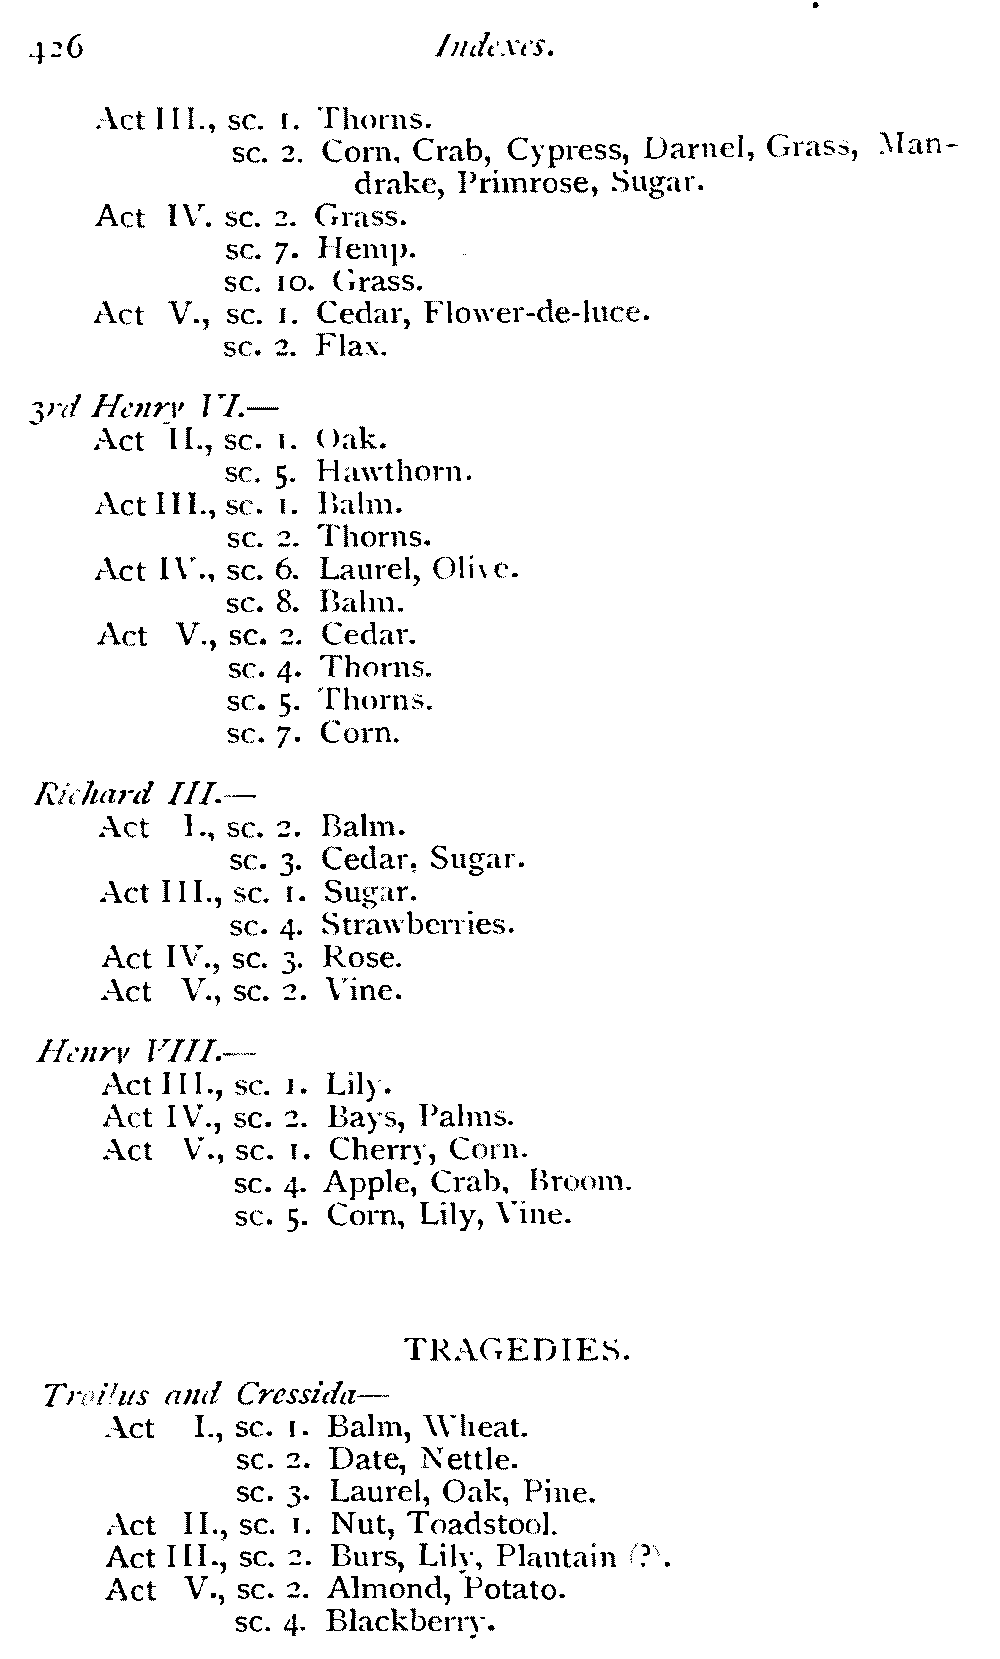 426 Indexes.
Act III., sc. 1. Thorns.
sc. 2. Corn, Crab, Cypress, Darnel, Grass, Man-
drake, Primrose, Sugar.
Act IV. sc. 2. Grass.
sc. 7. Hemp.
sc. 10. Grass.
Act V., sc. 1. Cedar, Flower-de-luce.
sc. 2. Flax.
3rd Henry VI.—
Act II., sc. 1. Oak.
sc. 5. Hawthorn.
Act III., sc. 1. Balm.
sc. 2. Thorns.
Act IV., sc. 6. Laurel, Olive.
sc. 8. Balm.
Act V., sc. 2. Cedar.
sc. 4. Thorns.
sc. 5. Thorns.
sc. 7. Corn.
Richard III.—
Act I., sc. 2. Balm.
sc. 3. Cedar, Sugar.
Act III., sc. 1. Sugar.
sc. 4. Strawberries.
Act IV., sc. 3. Rose.
Act V., sc. 2. Vine.
Henry VIII.—
Act III., sc. 1. Lily.
Act IV., sc. 2. Bays, Palms.
Act V., sc. 1. Cherry, Corn.
sc. 4. Apple, Crab, Broom.
sc. 5. Corn, Lily, Vine.
TRAGEDIES.
Troilus and Cressida—
Act I., sc. 1. Balm, Wheat.
sc. 2. Date, Nettle.
sc. 3. Laurel, Oak, Pine.
Act II., sc. 1. Nut, Toadstool.
Act III., sc. 2. Burs, Lily, Plantain (?).
Act V., sc. 2. Almond, Potato.
sc. 4. Blackberry.